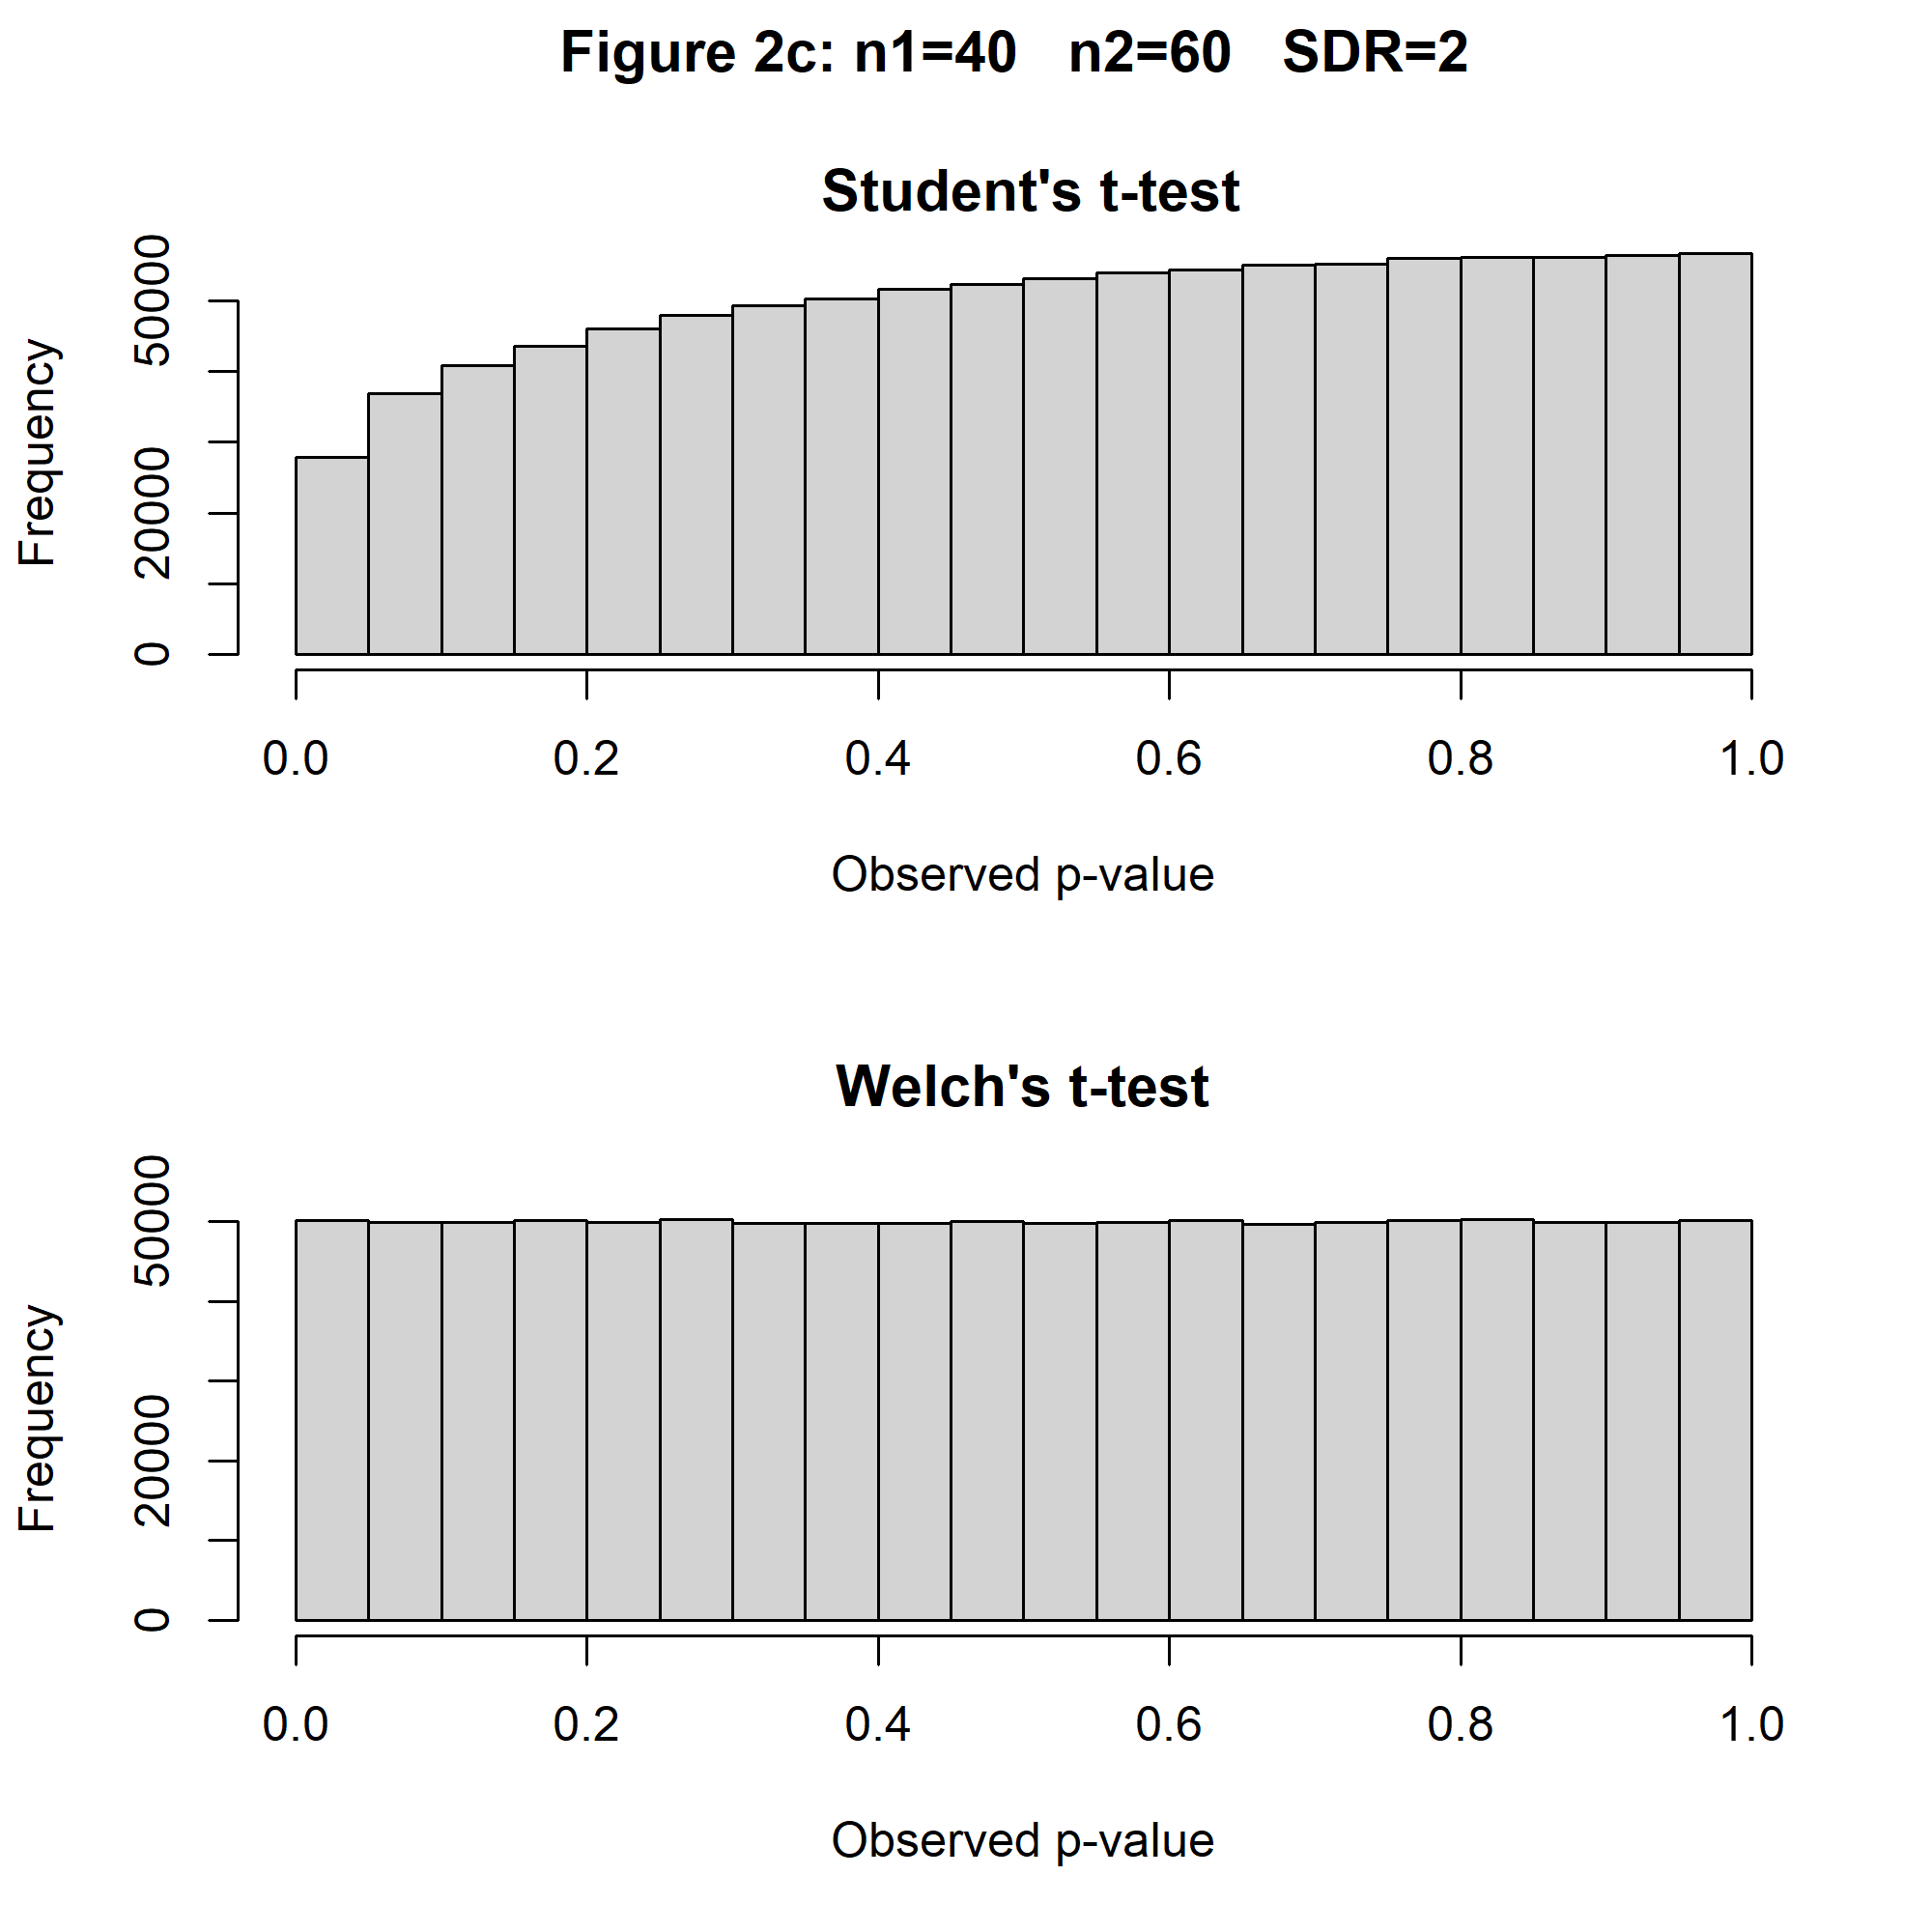 Figure 2c: n1=40   n2=60   SDR=2
Student's t-test
Frequency
50000
20000
0
0.0 0.2 0.4 0.6 0.8 1.0
Observed p-value
Welch's t-test
Frequency
50000
20000
0
0.0 0.2 0.4 0.6 0.8 1.0
Observed p-value